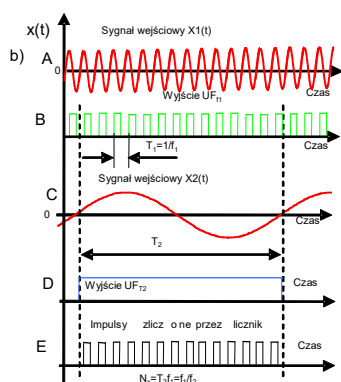 x(t)
Sygnał wejściowy X1(t)
b) A
0
Wyjście UFf1
Czas
B
T1=1/f1
Czas
Sygnał wejściowy X2(t)
C
0
Czas
T2
D
Wyjście UFT2
Czas
Impulsy zlicz o ne przez licznik
E
Czas
Nx=T2f1=f1/f2